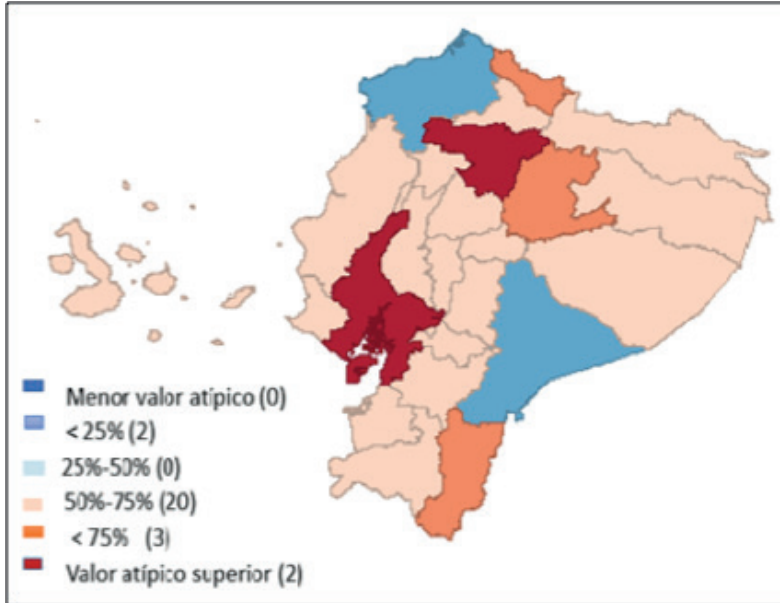 Menor valor atípico (0)
< 25% (2)
25%-50% (0)
50%-75% (20)
< 75% (3)
Valor atípico superior (2)